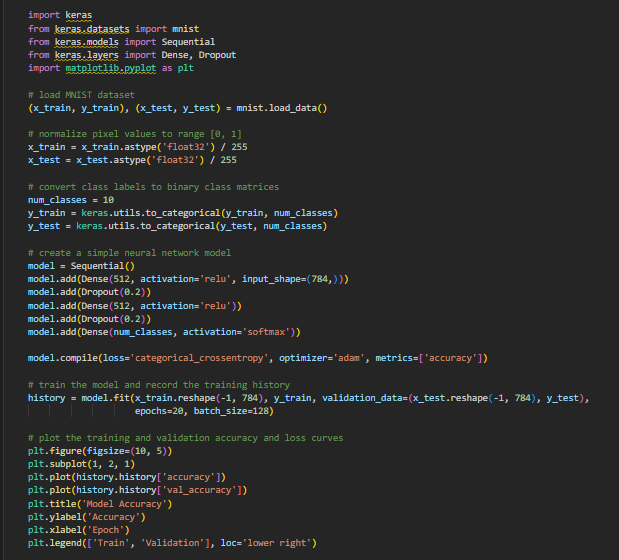 import keras
from keras.datasets import mnist
from keras.models import Sequential
from keras.layers import Dense, Dropout
import matplotlib.pyplot as plt
# load MNIST dataset
(x_train, y_train), (x_test, y_test) = mnist.load_data()
# normalize pixel values to range [0, 1]
x_train = x_train.astype('float32') / 255
x_test = x_test.astype('float32') / 255
# convert class labels to binary class matrices
num_classes = 10
y_train = keras.utils.to_categorical(y_train, num_classes)
y_test = keras.utils.to_categorical(y_test, num_classes)
# create a simple neural network model
model = Sequential()
model.add(Dense(512, activation='relu', input_shape=(784,)))
model.add(Dropout(0.2))
model.add(Dense(512, activation='relu'))
model.add(Dropout(0.2))
model.add(Dense(num_classes, activation='softmax'))
model.compile(loss='categorical_crossentropy', optimizer='adam', metrics=['accuracy'])
# train the model and record the training history
history = model.fit(x_train.reshape(-1, 784), y_train, validation_data=(x_test.reshape(-1, 784), y_test),
epochs=20, batch_size=128)
# plot the training and validation accuracy and loss curves
plt.figure(figsize=(10, 5))
plt.subplot(1, 2, 1)
plt.plot(history.history['accuracy'])
plt.plot(history.history['val_accuracy'])
plt.title('Model Accuracy')
plt.ylabel('Accuracy')
plt.xlabel('Epoch')
plt.legend(['Train', 'Validation'], loc='lower right')